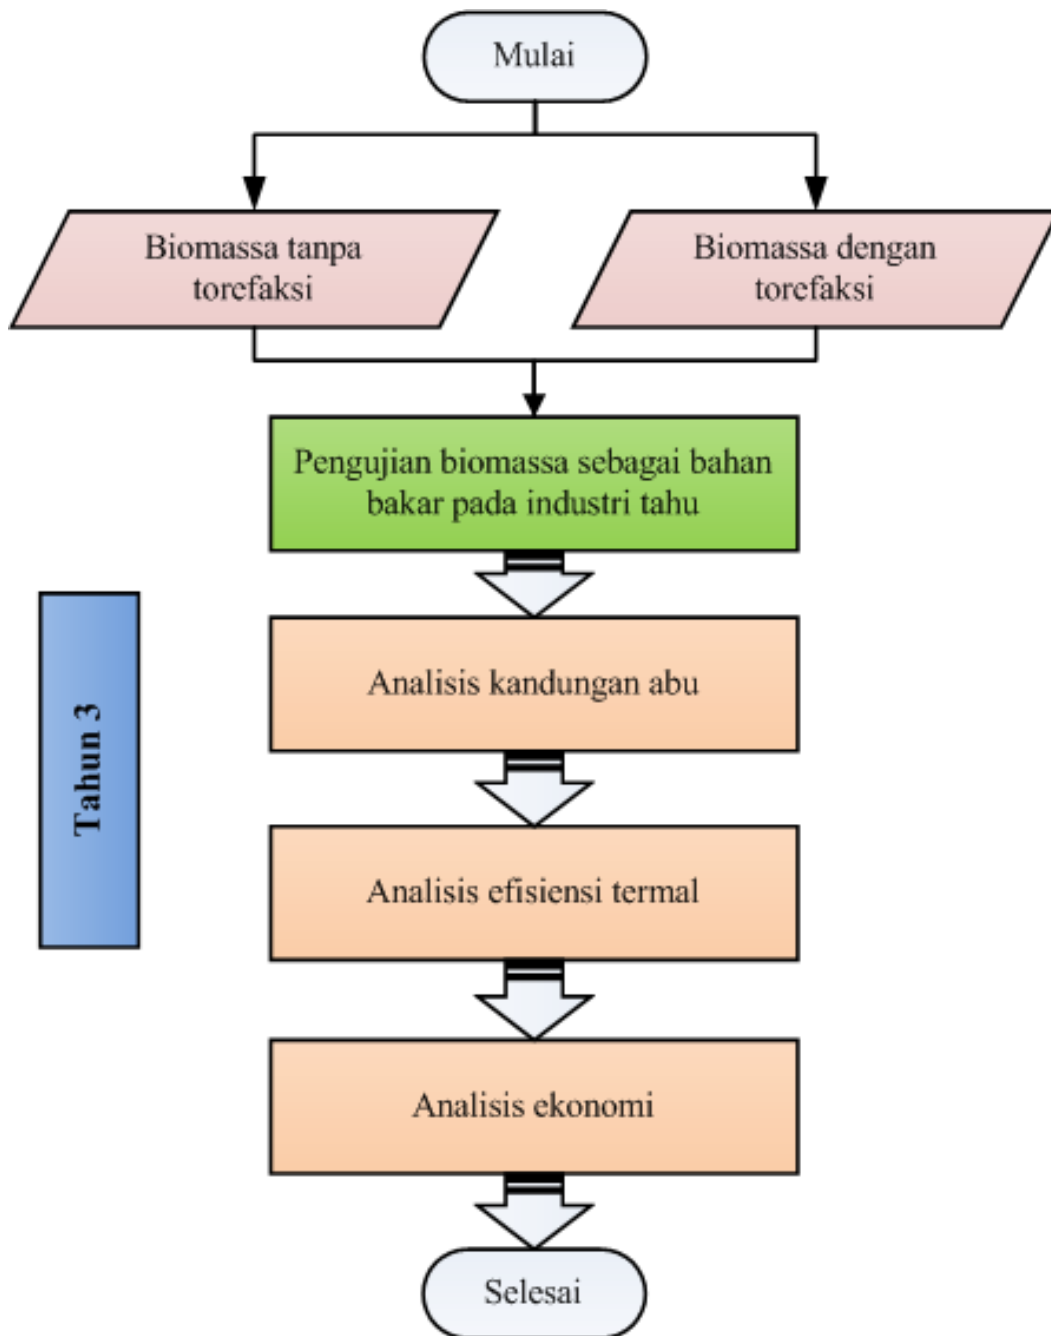 Mulai
Biomassa tanpa
torefaksi
Biomassa dengan
torefaksi
Pengujian biomassa sebagai bahan
bakar pada industri tahu
Analisis kandungan abu
Tahun 3
Analisis efisiensi termal
Analisis ekonomi
Selesai